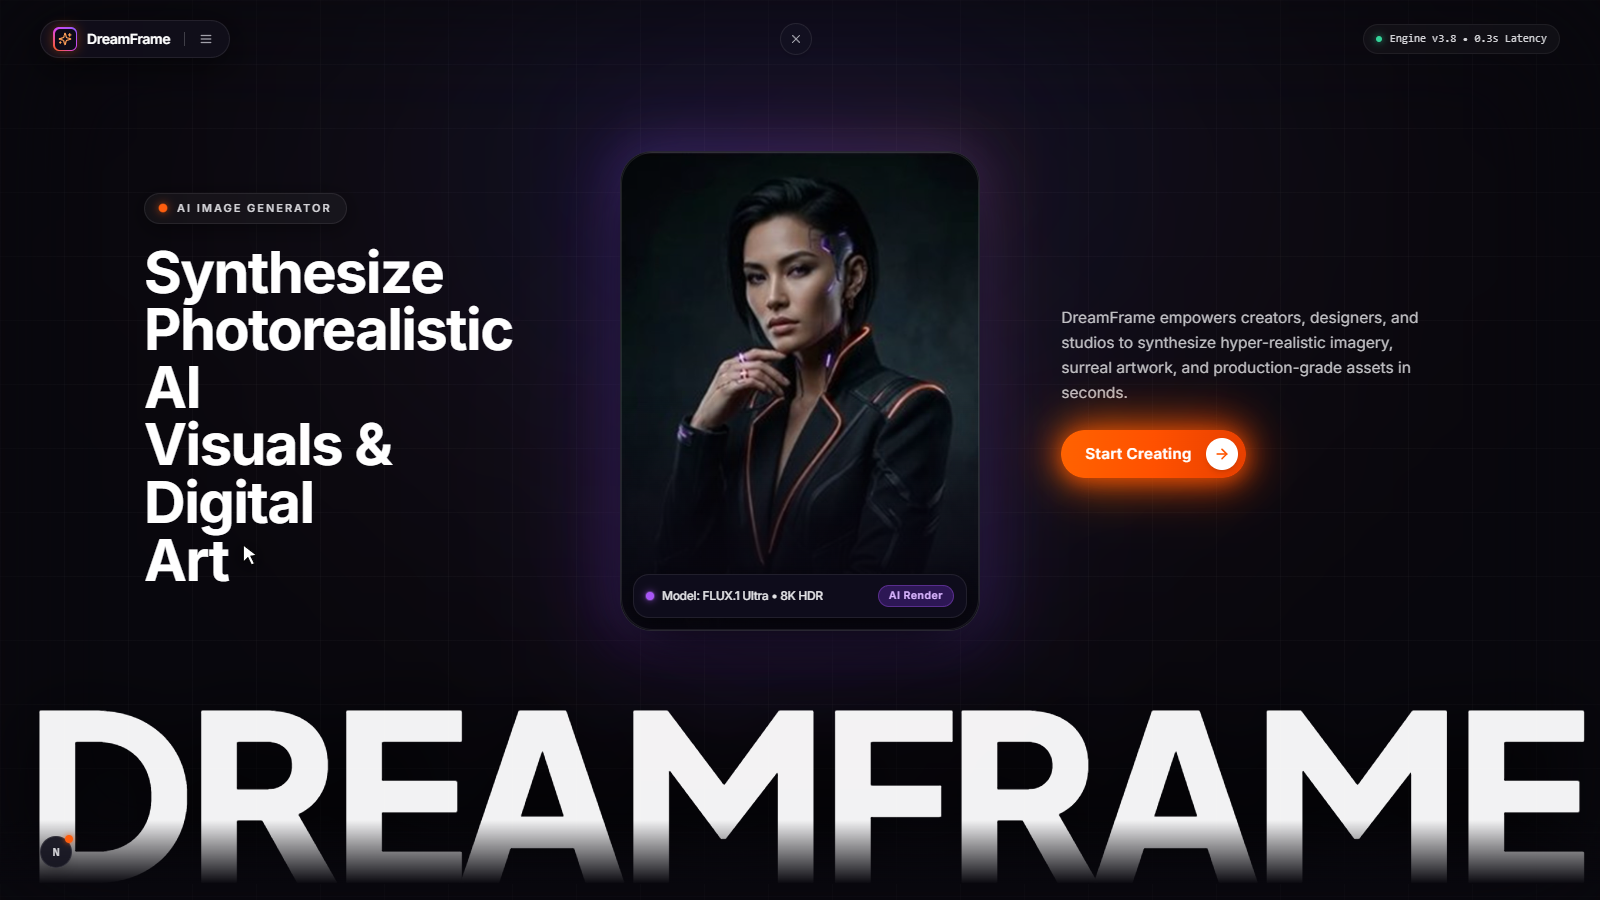 DreamFrame
Engine v3.8 • 0.3s Latency
AI IMAGE GENERATOR
Synthesize
Photorealistic
AI
Visuals &
Digital
Art
Model: FLUX.1 Ultra • 8K HDR
AI Render
DreamFrame empowers creators, designers, and
studios to synthesize hyper-realistic imagery,
surreal artwork, and production-grade assets in
seconds.
Start Creating
DREAMFRAME
N